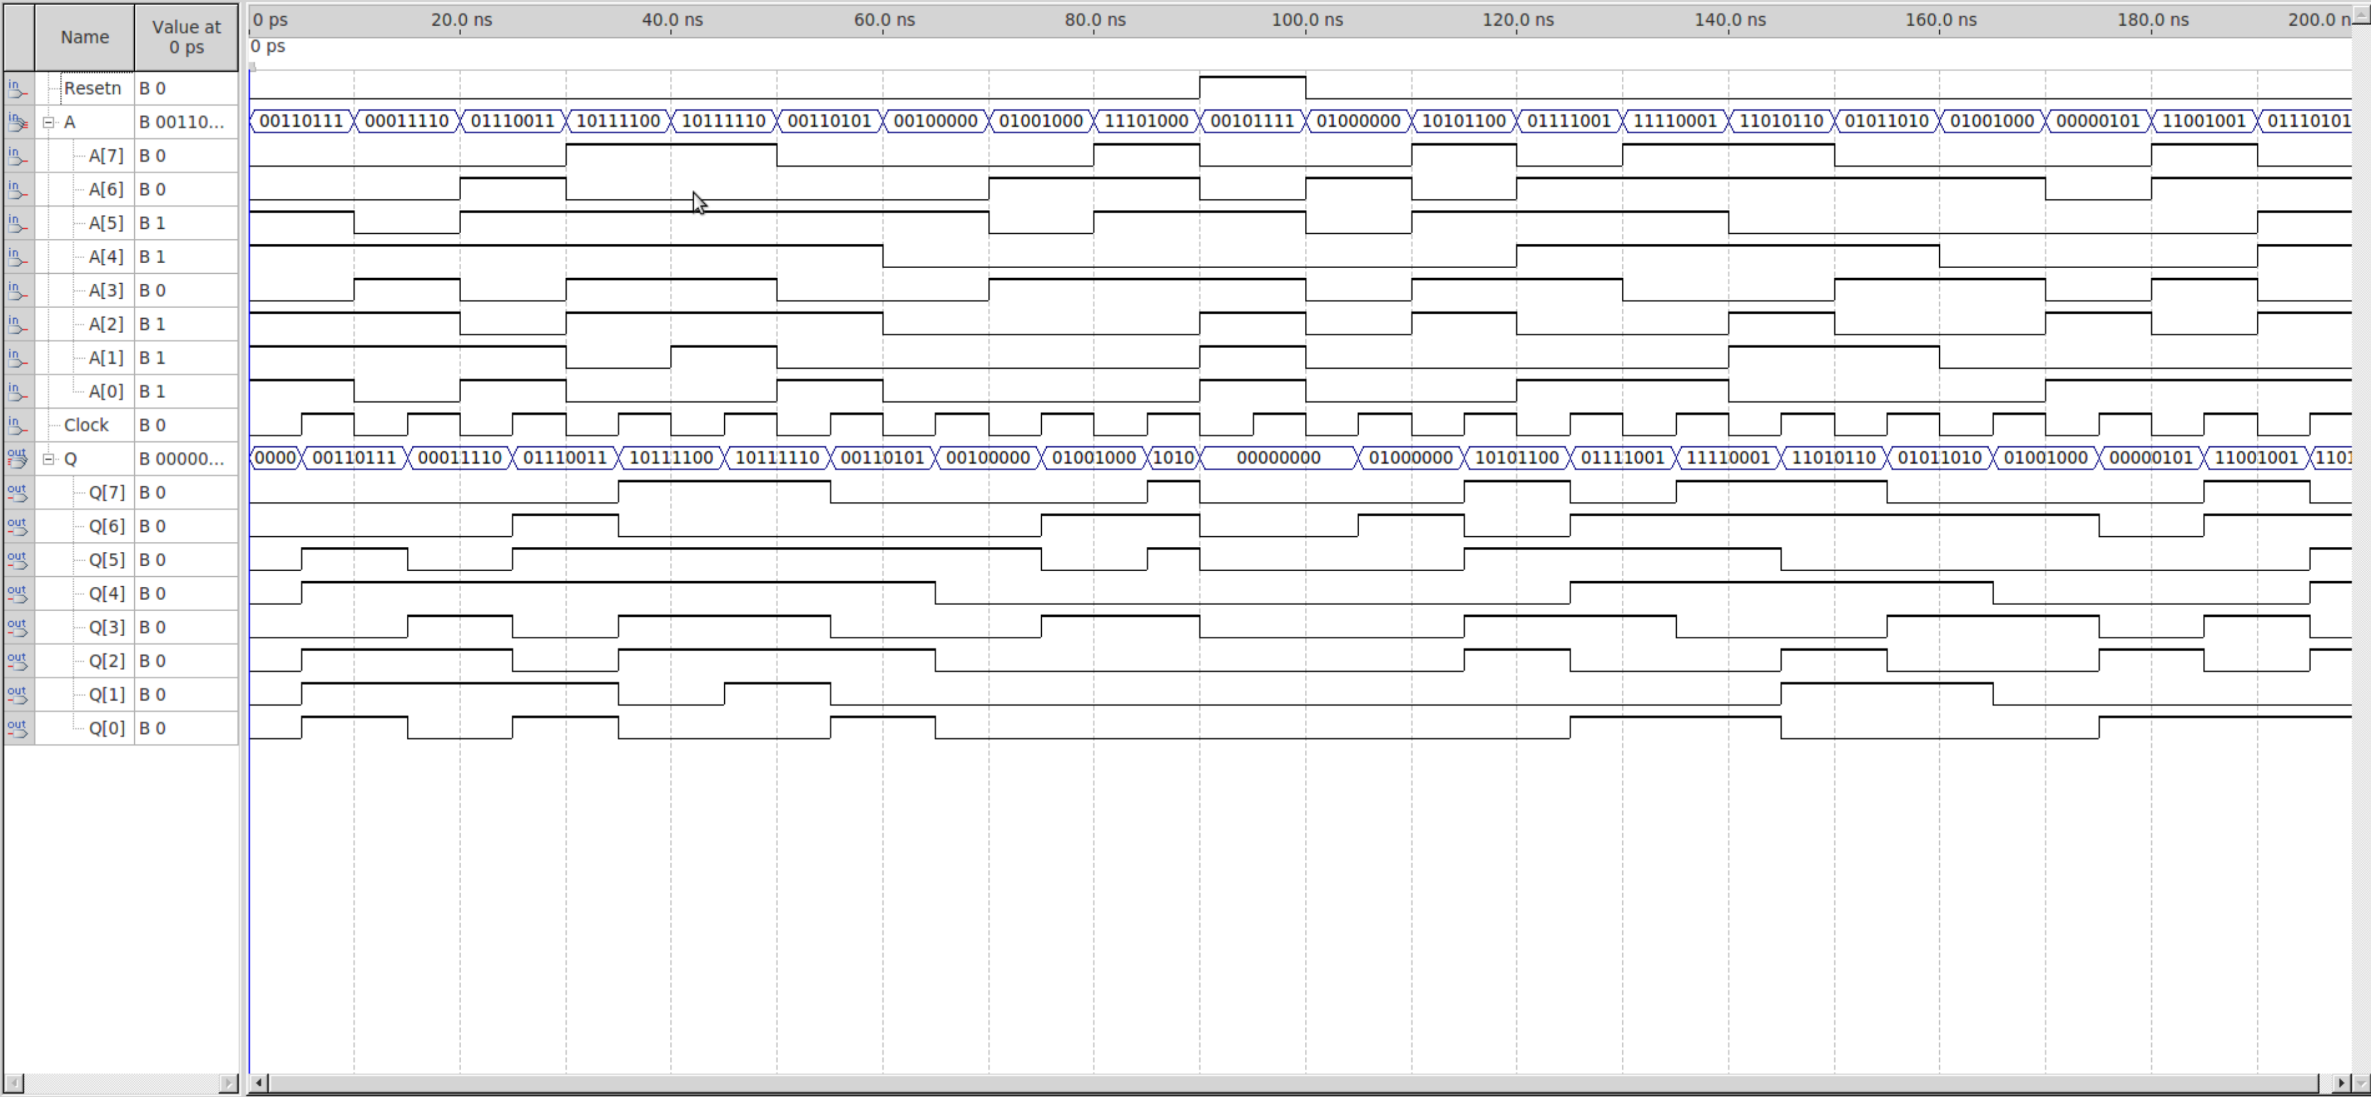 Name
Value at
0 ps
0 ps 20.0 ns 40.0 ns 60.0 ns 80.0 ns 100.0 ns 120.0 ns 140.0 ns 160.0 ns 180.0 ns 200.0 n
0 ps
in Resetn B 0
in A B 00110... 00110111 00011110 01110011 10111100 10111110 00110101 00100000 01001000 11101000 00101111 01000000 10101100 01111001 11110001 11010110 01011010 01001000 00000101 11001001 01110101
in A[7] B 0
in A[6] B 0
in A[5] B 1
in A[4] B 1
in A[3] B 0
in A[2] B 1
in A[1] B 1
in A[0] B 1
in Clock B 0
out Q B 00000... 0000 00110111 00011110 01110011 10111100 10111110 00110101 00100000 01001000 1010 00000000 01000000 10101100 01111001 11110001 11010110 01011010 01001000 00000101 11001001 1101
out Q[7] B 0
out Q[6] B 0
out Q[5] B 0
out Q[4] B 0
out Q[3] B 0
out Q[2] B 0
out Q[1] B 0
out Q[0] B 0